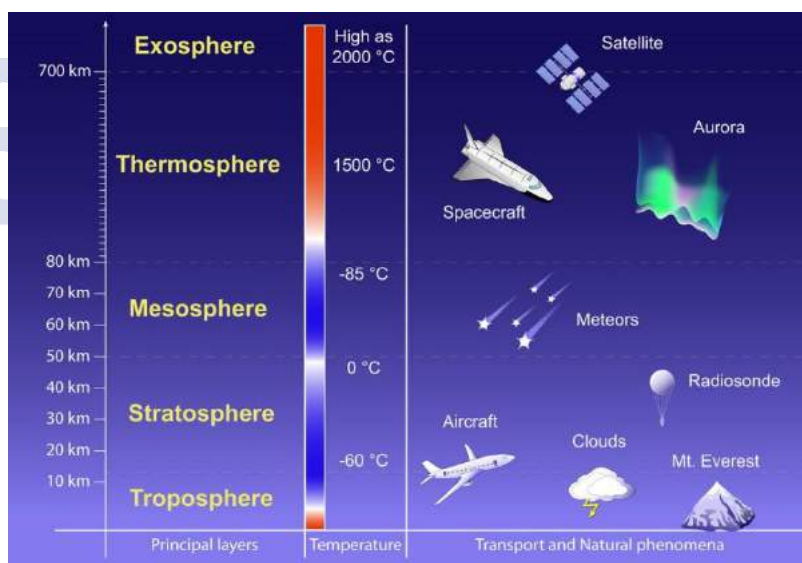 Exosphere
High as
2000 °C
Satellite
700 km
Aurora
Thermosphere
1500 °C
Spacecraft
80 km
-85 °C
70 km
Mesosphere
Meteors
60 km
50 km
0 °C
Radiosonde
40 km
Stratosphere
Aircraft
30 km
Clouds
20 km
-60 °C
Mt. Everest
10 km
Troposphere
Principal layers
Temperature
Transport and Natural phenomena